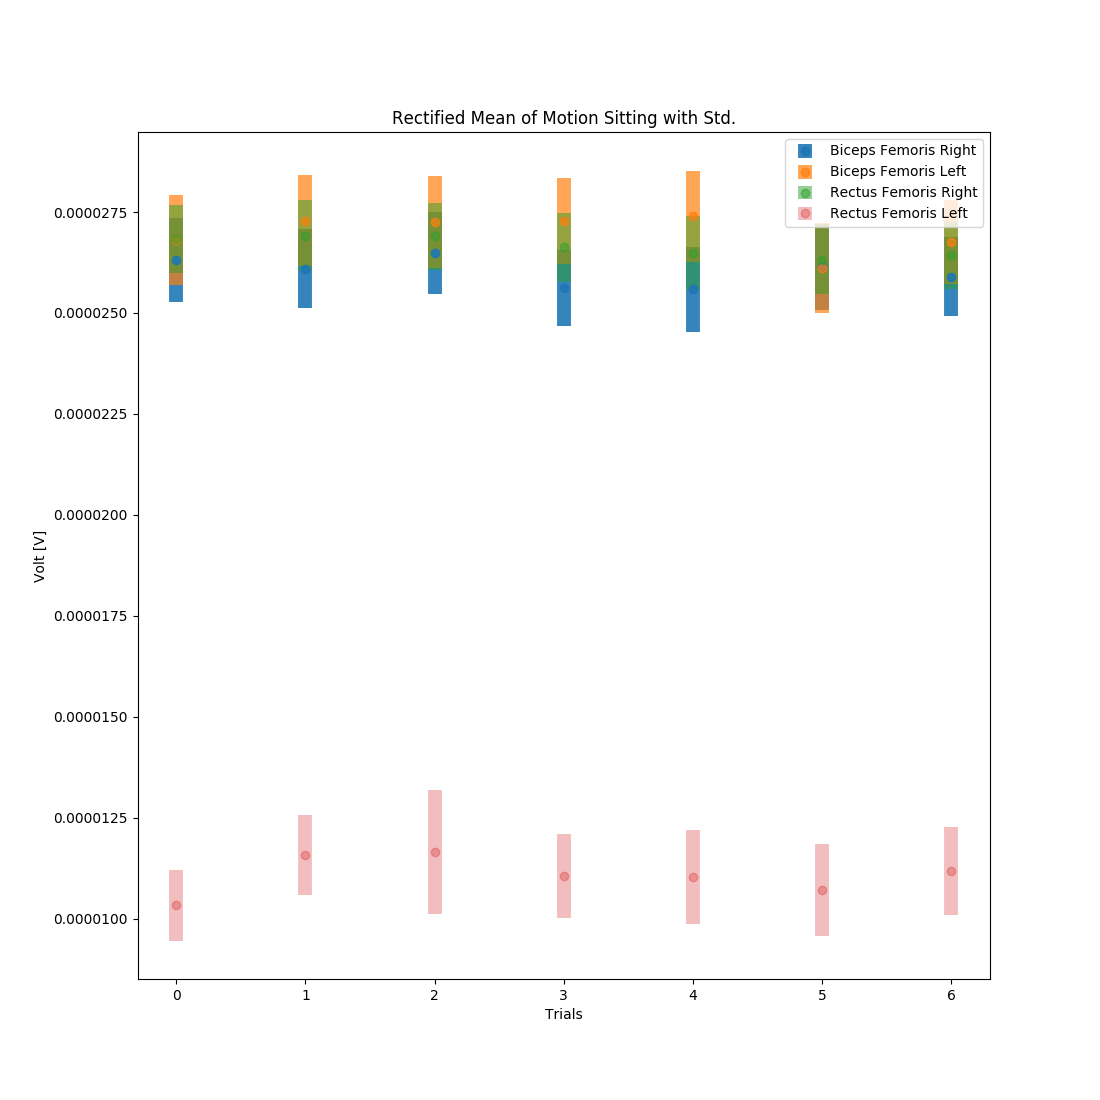 Rectified Mean of Motion Sitting with Std.
Biceps Femoris Right
Biceps Femoris Left
Rectus Femoris Right
Rectus Femoris Left
0.0000275
0.0000250
0.0000225
0.0000200
0.0000175
0.0000150
0.0000125
0.0000100
Volt [V]
0 1 2 3 4 5 6
Trials